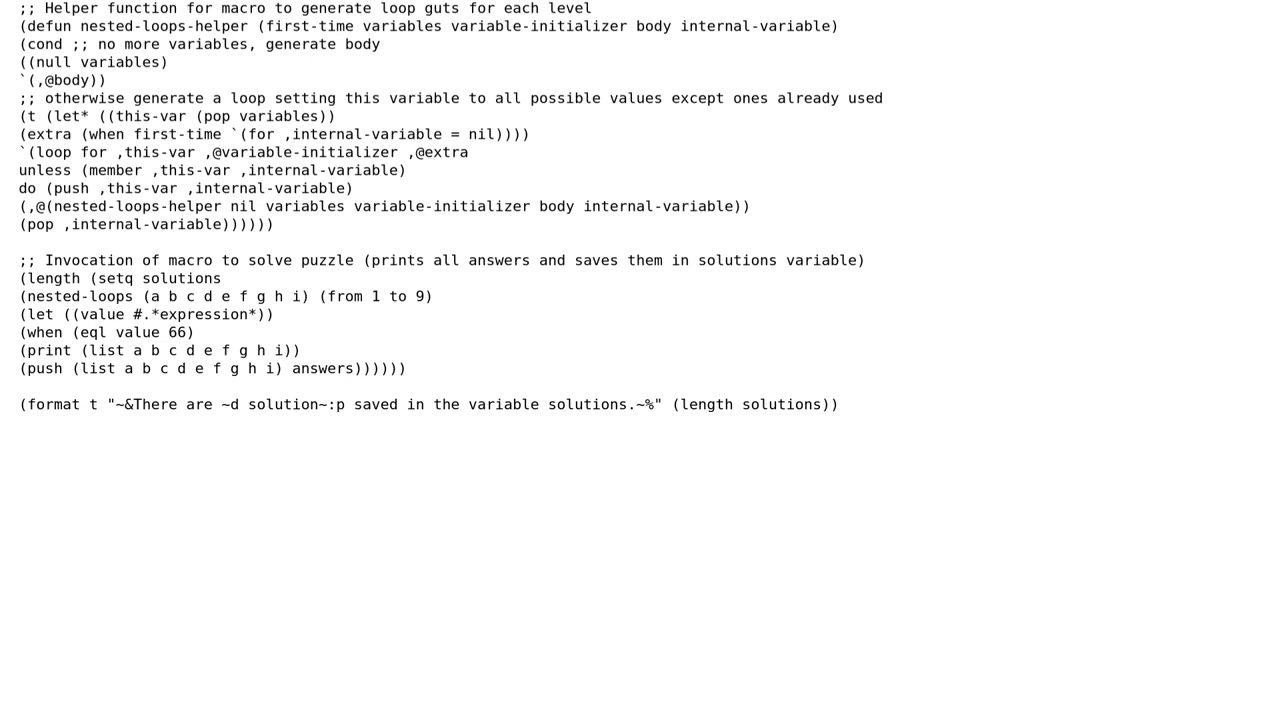 ;; Helper function for macro to generate loop guts for each level
(defun nested-loops-helper (first-time variables variable-initializer body internal-variable)
(cond ;; no more variables, generate body
((null variables)
`(,@body))
;; otherwise generate a loop setting this variable to all possible values except ones already used
(t (let* ((this-var (pop variables))
(extra (when first-time `(for ,internal-variable = nil))))
`(loop for ,this-var ,@variable-initializer ,@extra
unless (member ,this-var ,internal-variable)
do (push ,this-var ,internal-variable)
(,@(nested-loops-helper nil variables variable-initializer body internal-variable))
(pop ,internal-variable))))))

;; Invocation of macro to solve puzzle (prints all answers and saves them in solutions variable)
(length (setq solutions
(nested-loops (a b c d e f g h i) (from 1 to 9)
(let ((value #.*expression*))
(when (eql value 66)
(print (list a b c d e f g h i))
(push (list a b c d e f g h i) answers))))))

(format t "~&There are ~d solution~:p saved in the variable solutions.~%" (length solutions))